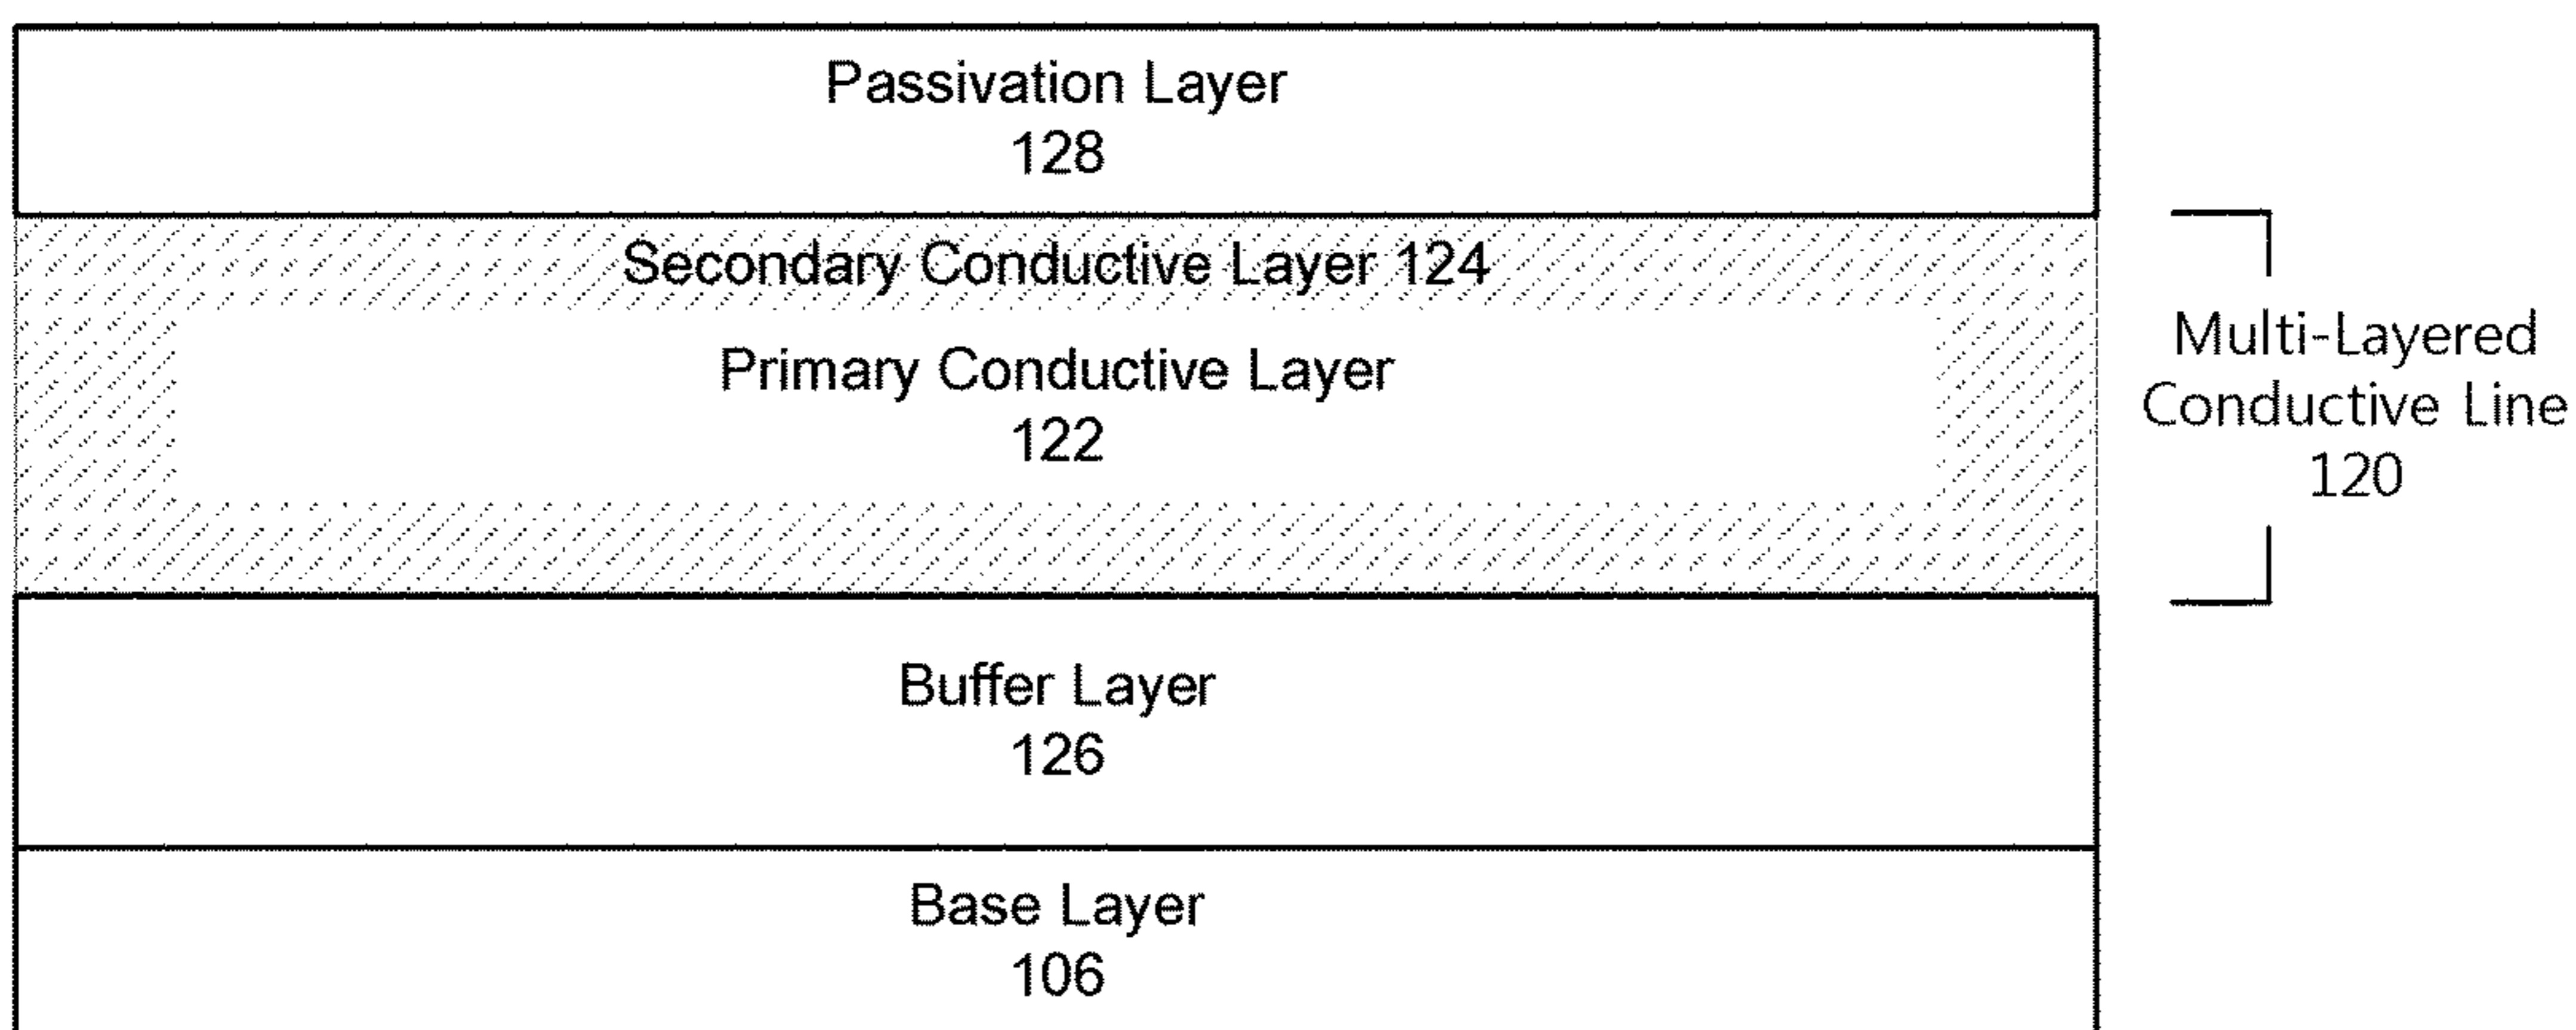 Passivation Layer
128
Secondary Conductive Layer 124
Primary Conductive Layer
122
Multi-Layered
Conductive Line
120
Buffer Layer
126
Base Layer
106